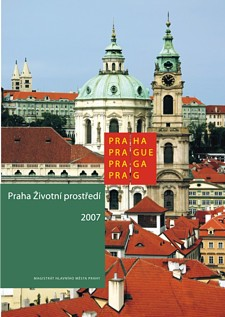 PRA|HA
PRA|GUE
PRA|GA
PRA|G
Praha Životní prostředí
2007
MAGISTRÁT HLAVNÍHO MĚSTA PRAHY